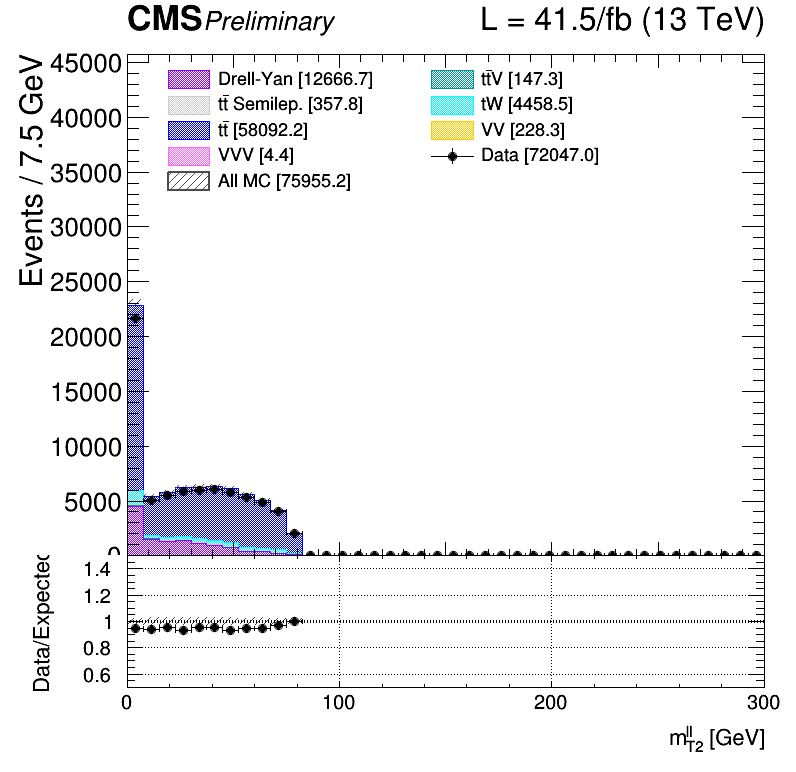 CMS Preliminary L = 41.5/fb (13 TeV)
Events / 7.5 GeV
45000
40000
35000
30000
25000
20000
15000
10000
5000
0
Drell-Yan [12666.7]
tt̄ Semilep. [357.8]
tt̄ [58092.2]
VVV [4.4]
All MC [75955.2]
tt̄V [147.3]
tW [4458.5]
VV [228.3]
Data [72047.0]
Data/Expected
1.4
1.2
1
0.8
0.6
0 100 200 300
m^{ll}_{T2} [GeV]